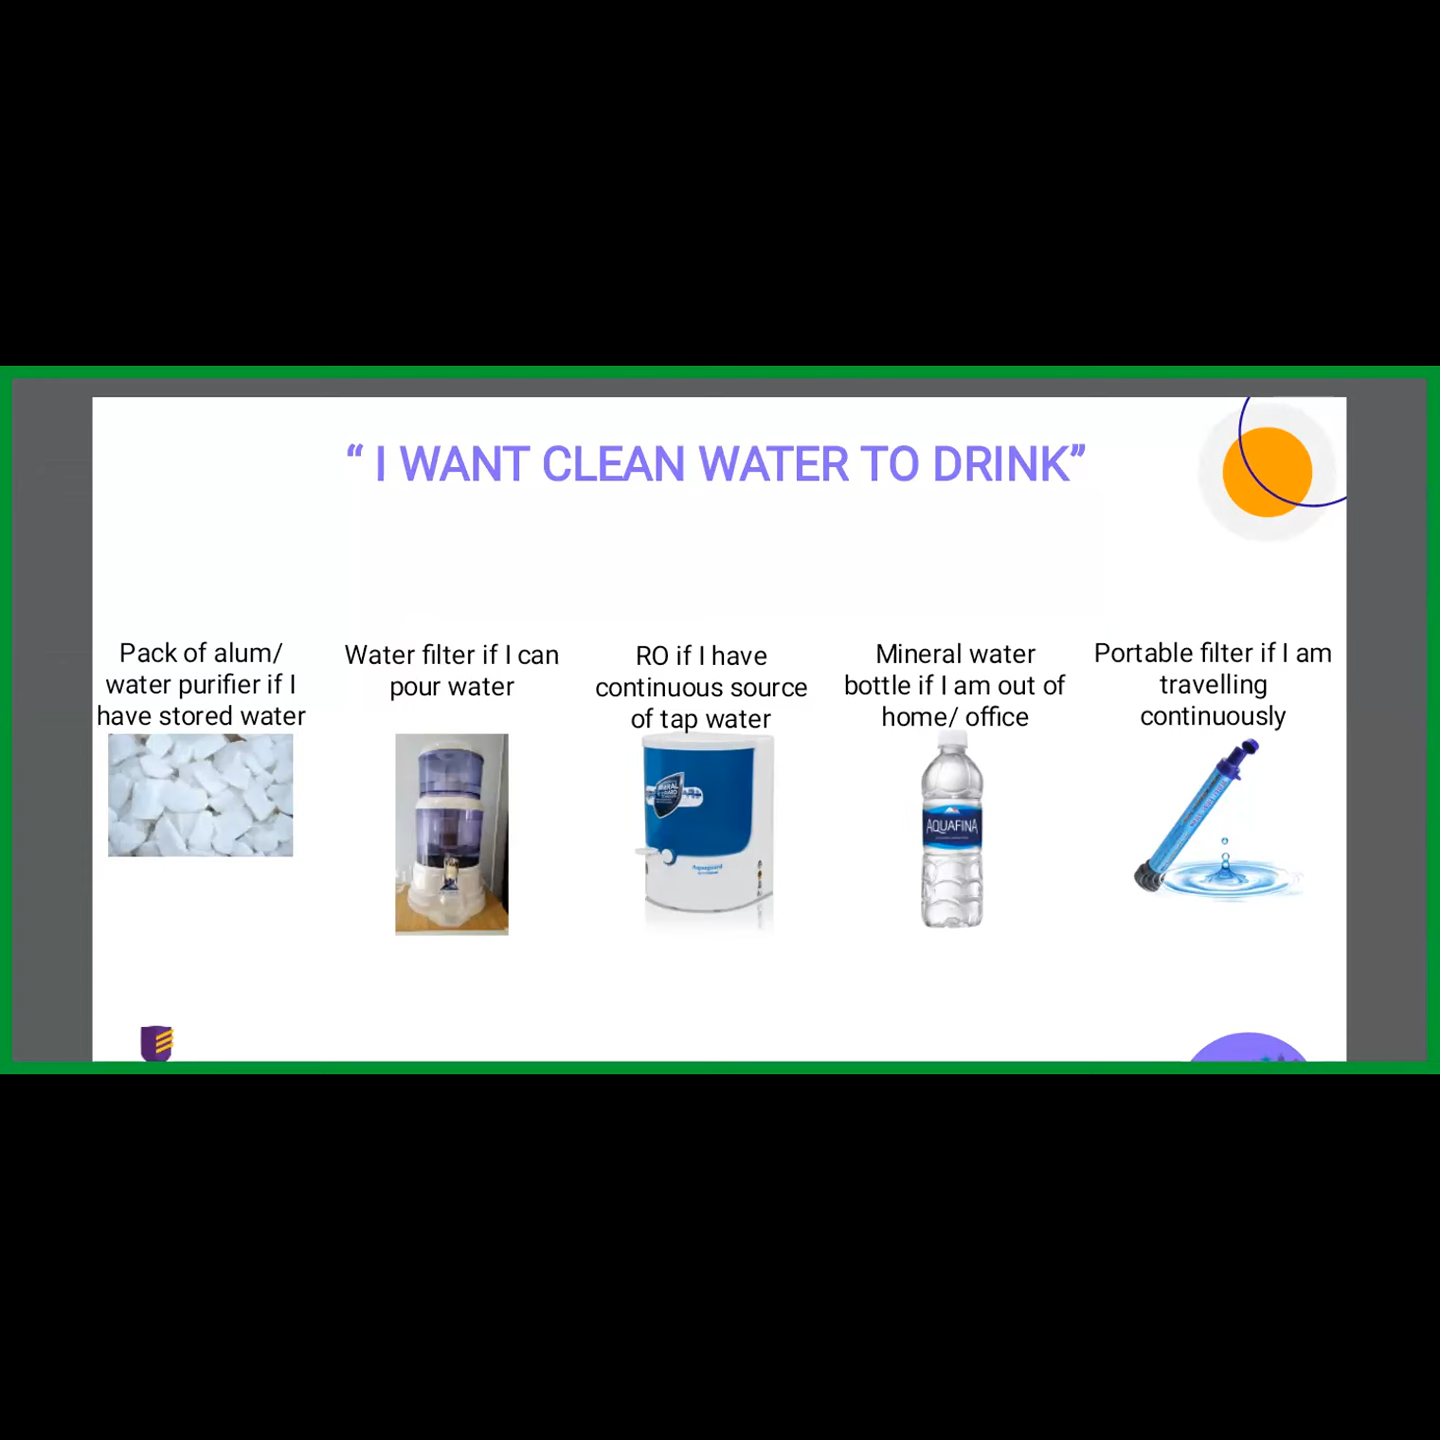 “ I WANT CLEAN WATER TO DRINK”
Pack of alum/
water purifier if I
have stored water
Water filter if I can
pour water
RO if I have
continuous source
of tap water
Mineral water
bottle if I am out of
home/ office
Portable filter if I am
travelling
continuously
AQUAFINA
Aquaguard